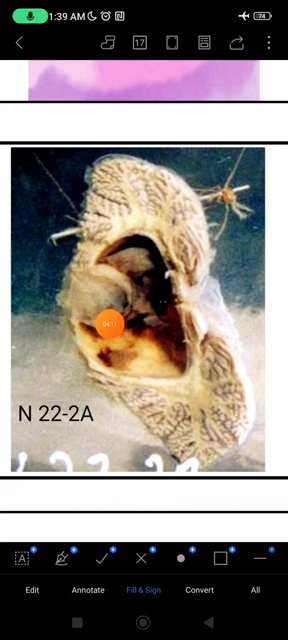 1:39 AM
74
17
04:11
N 22-2A
Edit
Annotate
Fill & Sign
Convert
All